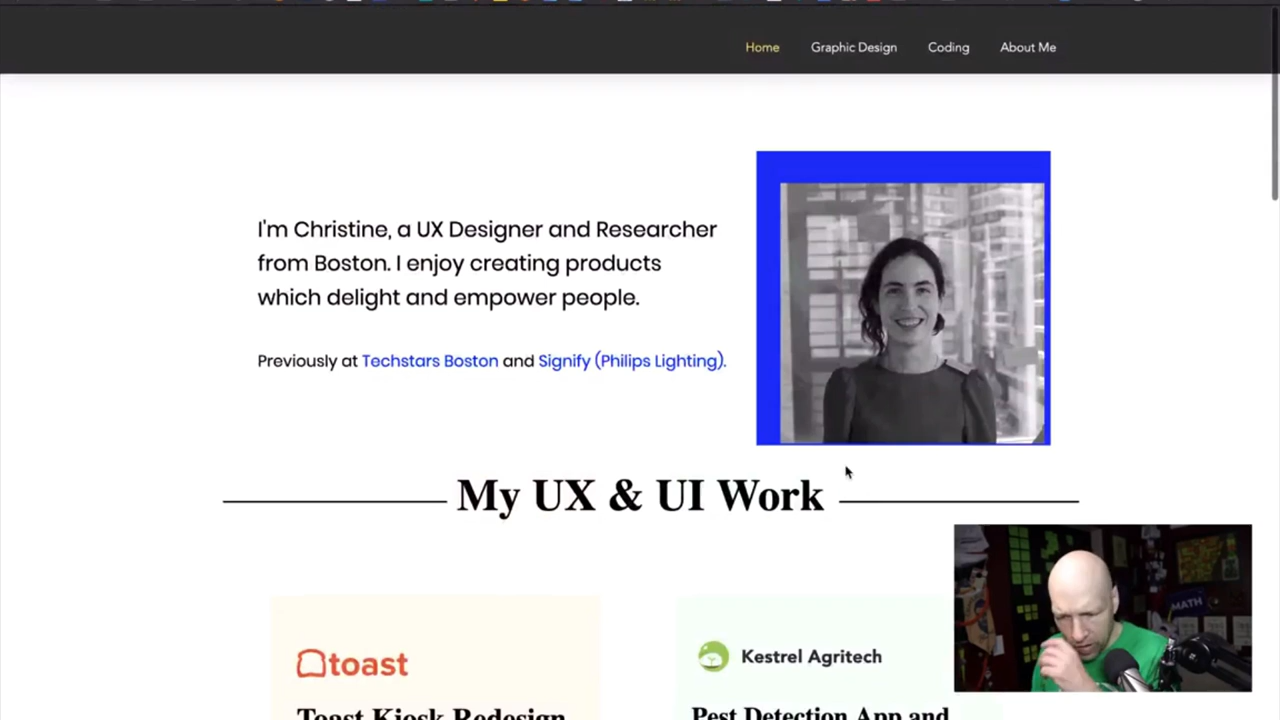 Home Graphic Design Coding About Me
I'm Christine, a UX Designer and Researcher
from Boston. I enjoy creating products
which delight and empower people.
Previously at Techstars Boston and Signify (Philips Lighting).
My UX & UI Work
toast
Kestrel Agritech
Toast Kiosk Redesign
Pest Detection App and
MATH